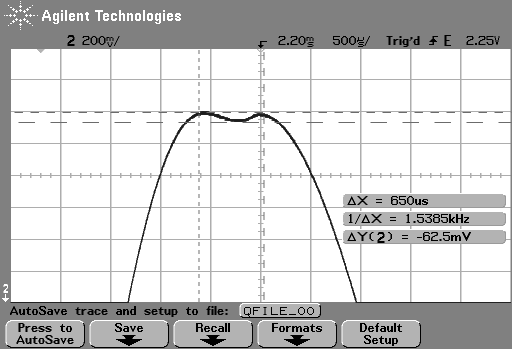 Agilent Technologies
2 200mV/ 2.20ms 500us/ Trig'd E 2.25V
ΔX = 650us
1/ΔX = 1.5385kHz
ΔY(2) = -62.5mV
2
AutoSave trace and setup to file: QFILE_00
Press to AutoSave Save Recall Formats Default Setup